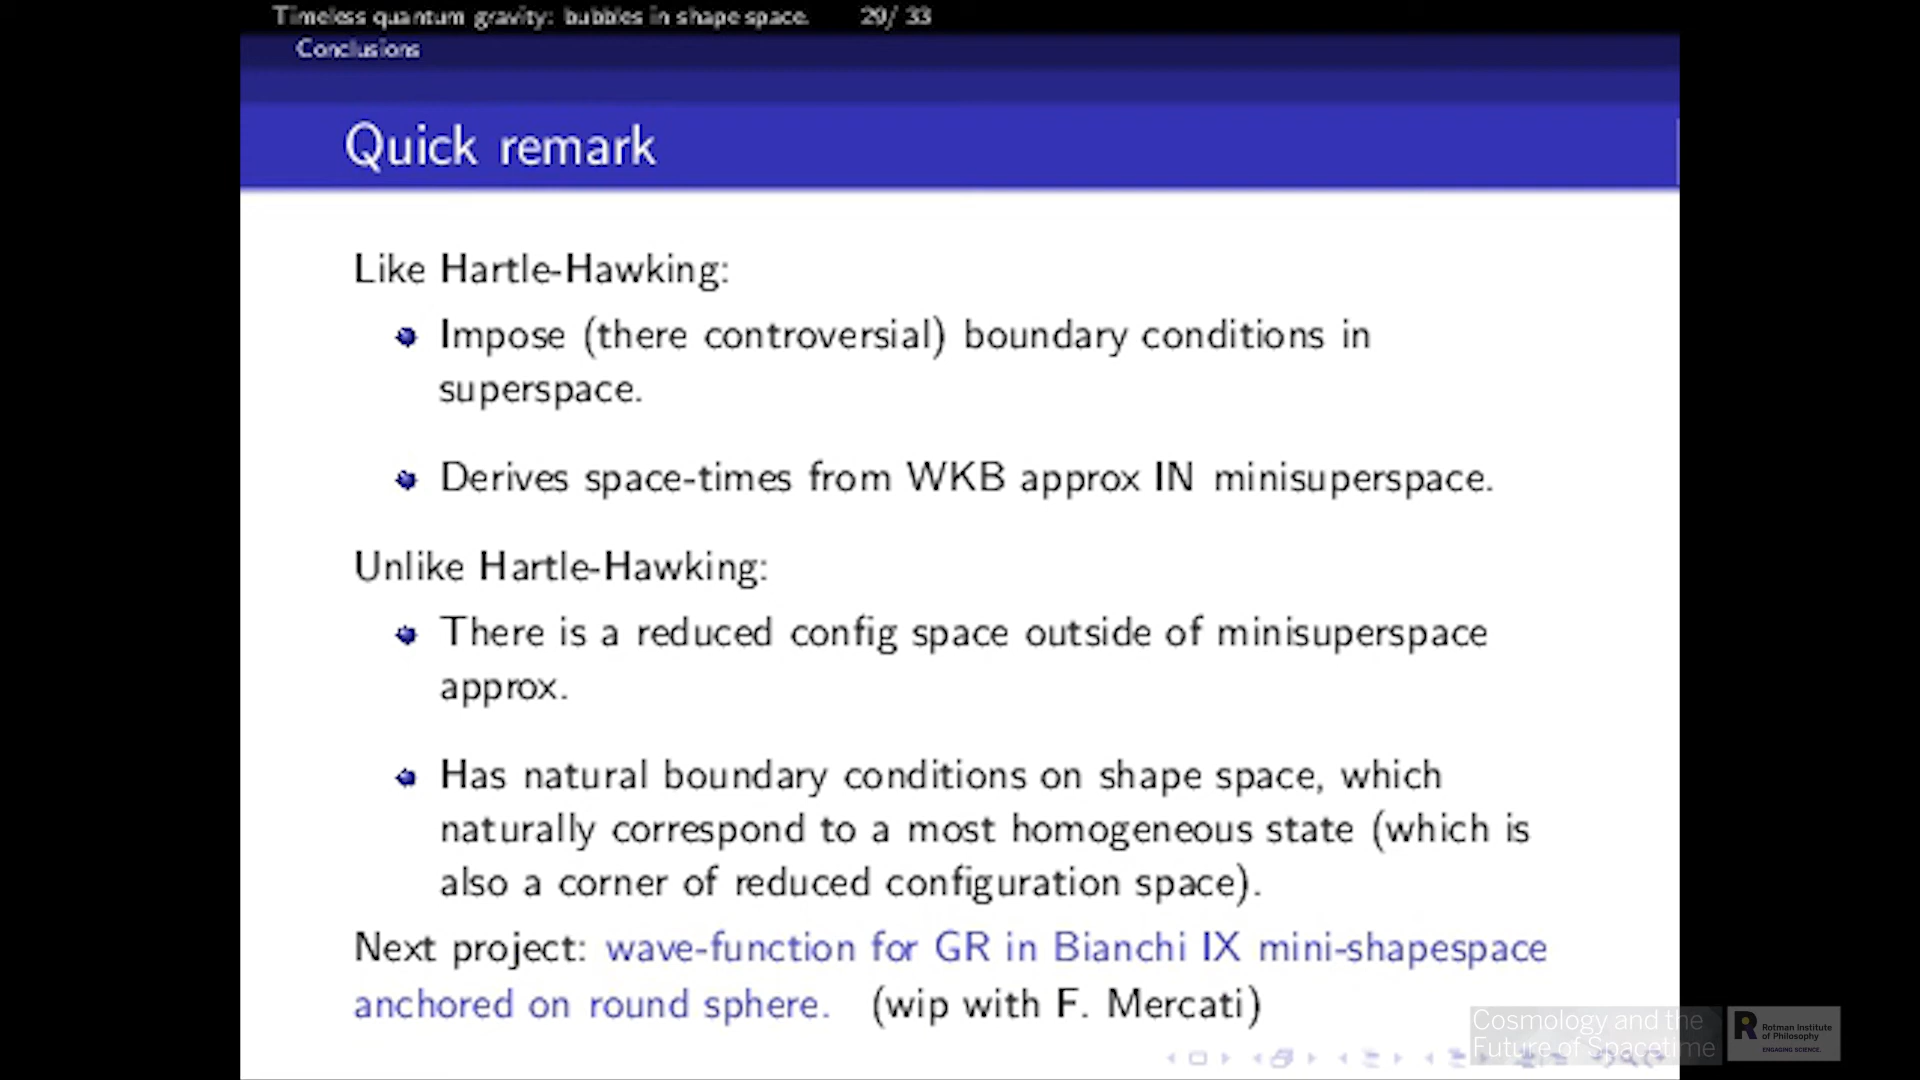 Timeless quantum gravity: bubbles in shape space. 29/ 33
Conclusions
Quick remark
Like Hartle-Hawking:
Impose (there controversial) boundary conditions in
superspace.
Derives space-times from WKB approx IN minisuperspace.
Unlike Hartle-Hawking:
There is a reduced config space outside of minisuperspace
approx.
Has natural boundary conditions on shape space, which
naturally correspond to a most homogeneous state (which is
also a corner of reduced configuration space).
Next project: wave-function for GR in Bianchi IX mini-shapespace
anchored on round sphere. (wip with F. Mercati)
Cosmology and the
Future of Spacetime
R
Rotman Institute
of Philosophy
ENGAGING SCIENCE.